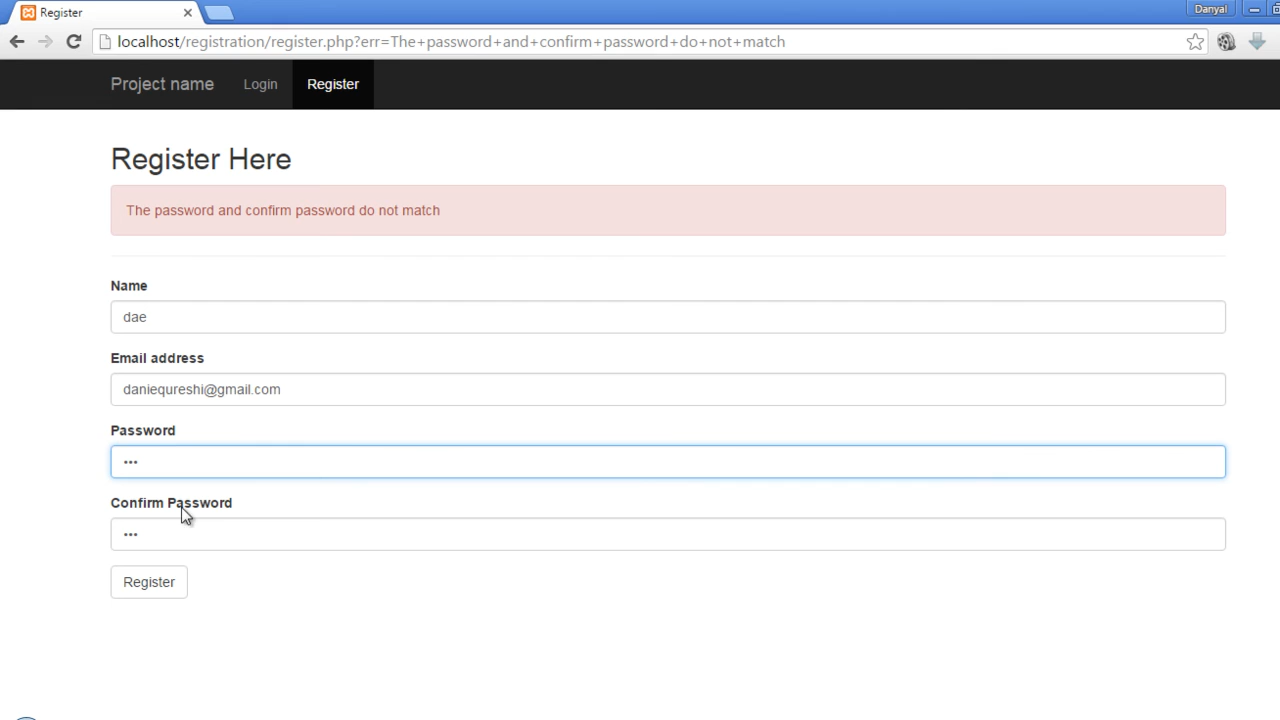 Register
Danyal
localhost/registration/register.php?err=The+password+and+confirm+password+do+not+match
Project name Login Register
Register Here
The password and confirm password do not match
Name
dae
Email address
daniequreshi@gmail.com
Password
•••
Confirm Password
•••
Register